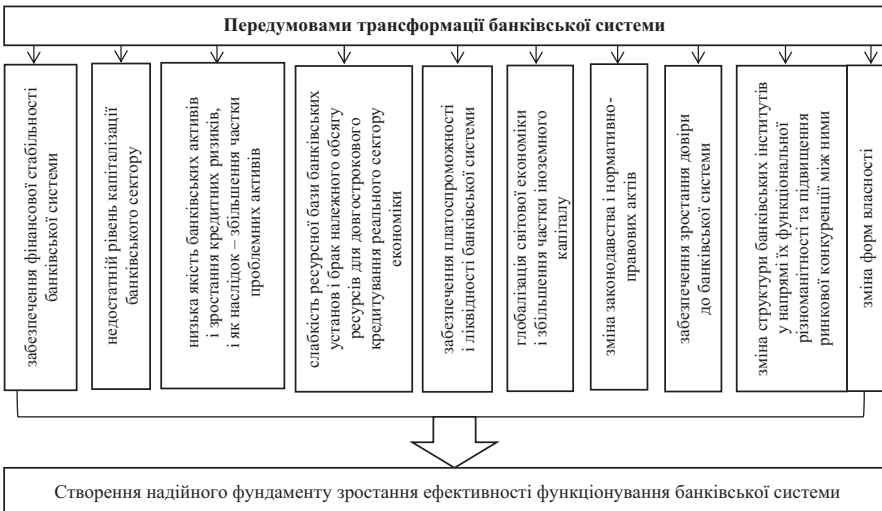 Передумовами трансформації банківської системи
забезпечення фінансової стабільності
банківської системи
недостатній рівень капіталізації
банківського сектору
низька якість банківських активів
і зростання кредитних ризиків,
і як наслідок – збільшення частки
проблемних активів
слабкість ресурсної бази банківських
установ і брак належного обсягу
ресурсів для довгострокового
кредитування реального сектору
економіки
забезпечення платоспроможності
і ліквідності банківської системи
глобалізація світової економіки
і збільшення частки іноземного
капіталу
зміна законодавства і нормативно-
правових актів
забезпечення зростання довіри
до банківської системи
зміна структури банківських інститутів
у напрямі їх функціональної
різноманітності та підвищення
ринкової конкуренції між ними
зміна форм власності
Створення надійного фундаменту зростання ефективності функціонування банківської системи